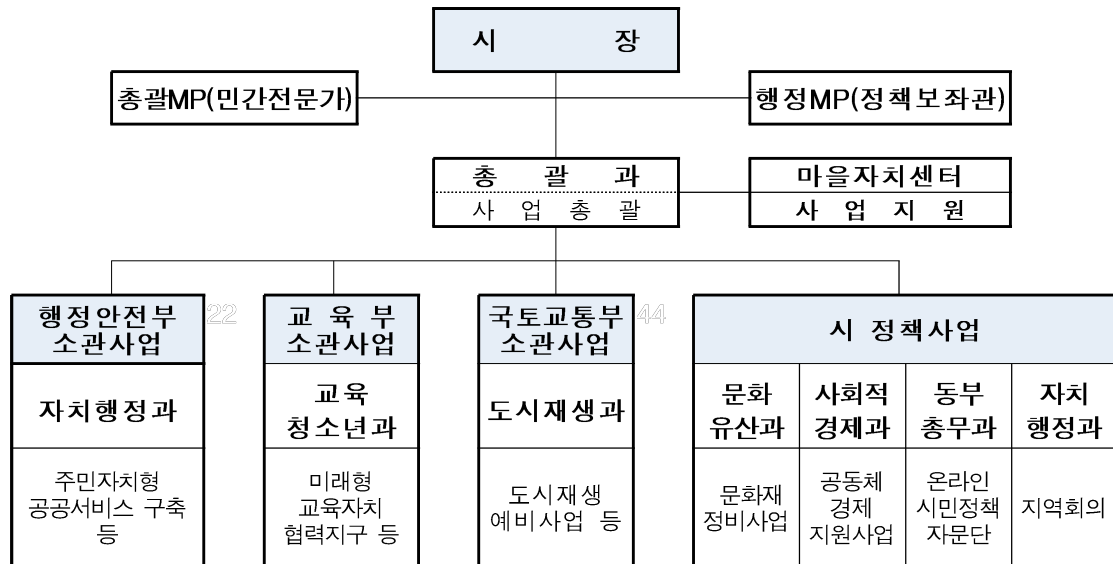 시 장
총괄MP(민간전문가)
행정MP(정책보좌관)
총 괄 과
사 업 총 괄
마을자치센터
사 업 지 원
행정안전부
소관사업
22
교 육 부
소관사업
국토교통부
소관사업
44
시 정책사업
자치행정과
교육
청소년과
도시재생과
문화
유산과
사회적
경제과
동부
총무과
자치
행정과
주민자치형
공공서비스 구축
등
미래형
교육자치
협력지구 등
도시재생
예비사업 등
문화재
정비사업
공동체
경제
지원사업
온라인
시민정책
자문단
지역회의